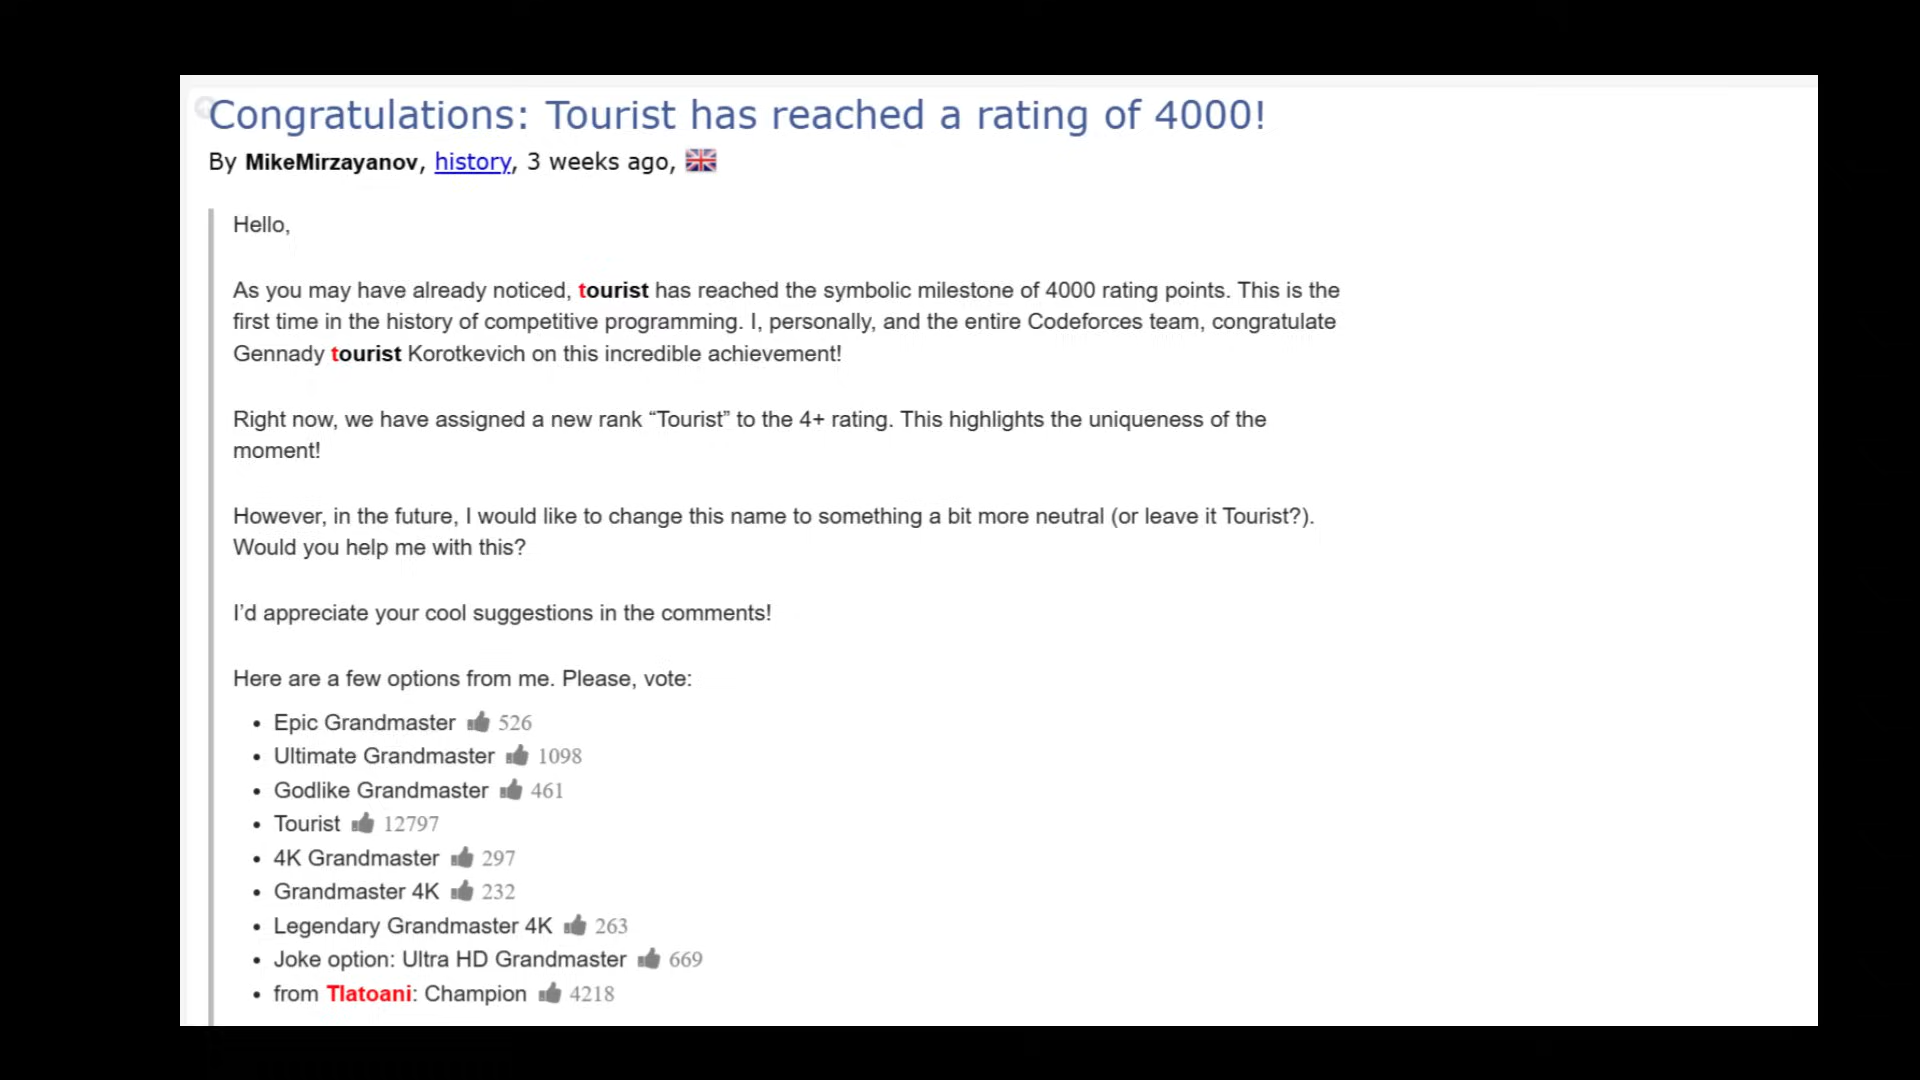 Congratulations: Tourist has reached a rating of 4000!
By MikeMirzayanov, history, 3 weeks ago,
Hello,
As you may have already noticed, tourist has reached the symbolic milestone of 4000 rating points. This is the
first time in the history of competitive programming. I, personally, and the entire Codeforces team, congratulate
Gennady tourist Korotkevich on this incredible achievement!
Right now, we have assigned a new rank “Tourist” to the 4+ rating. This highlights the uniqueness of the
moment!
However, in the future, I would like to change this name to something a bit more neutral (or leave it Tourist?).
Would you help me with this?
I’d appreciate your cool suggestions in the comments!
Here are a few options from me. Please, vote:
• Epic Grandmaster 526
• Ultimate Grandmaster 1098
• Godlike Grandmaster 461
• Tourist 12797
• 4K Grandmaster 297
• Grandmaster 4K 232
• Legendary Grandmaster 4K 263
• Joke option: Ultra HD Grandmaster 669
• from Tlatoani: Champion 4218